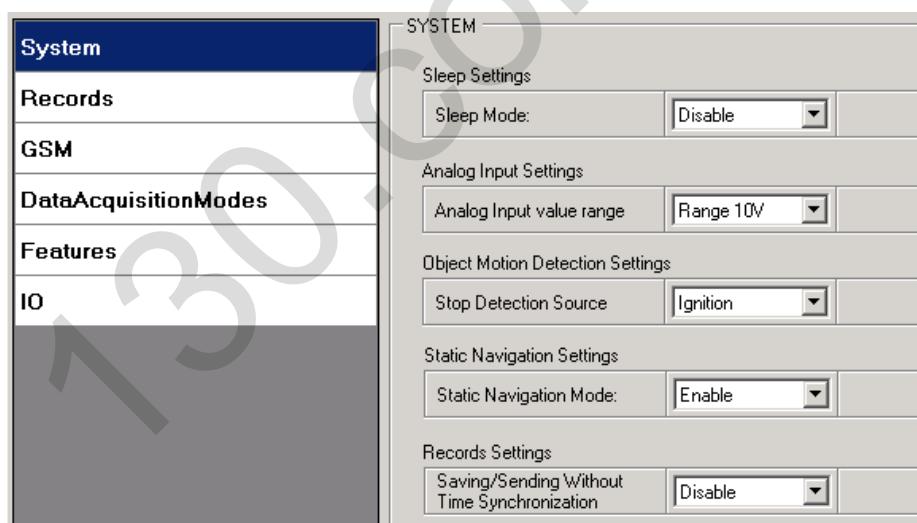 System
Records
GSM
DataAcquisitionModes
Features
IO
SYSTEM
Sleep Settings
Sleep Mode: Disable
Analog Input Settings
Analog Input value range Range 10V
Object Motion Detection Settings
Stop Detection Source Ignition
Static Navigation Settings
Static Navigation Mode: Enable
Records Settings
Saving/Sending Without
Time Synchronization Disable
130.co